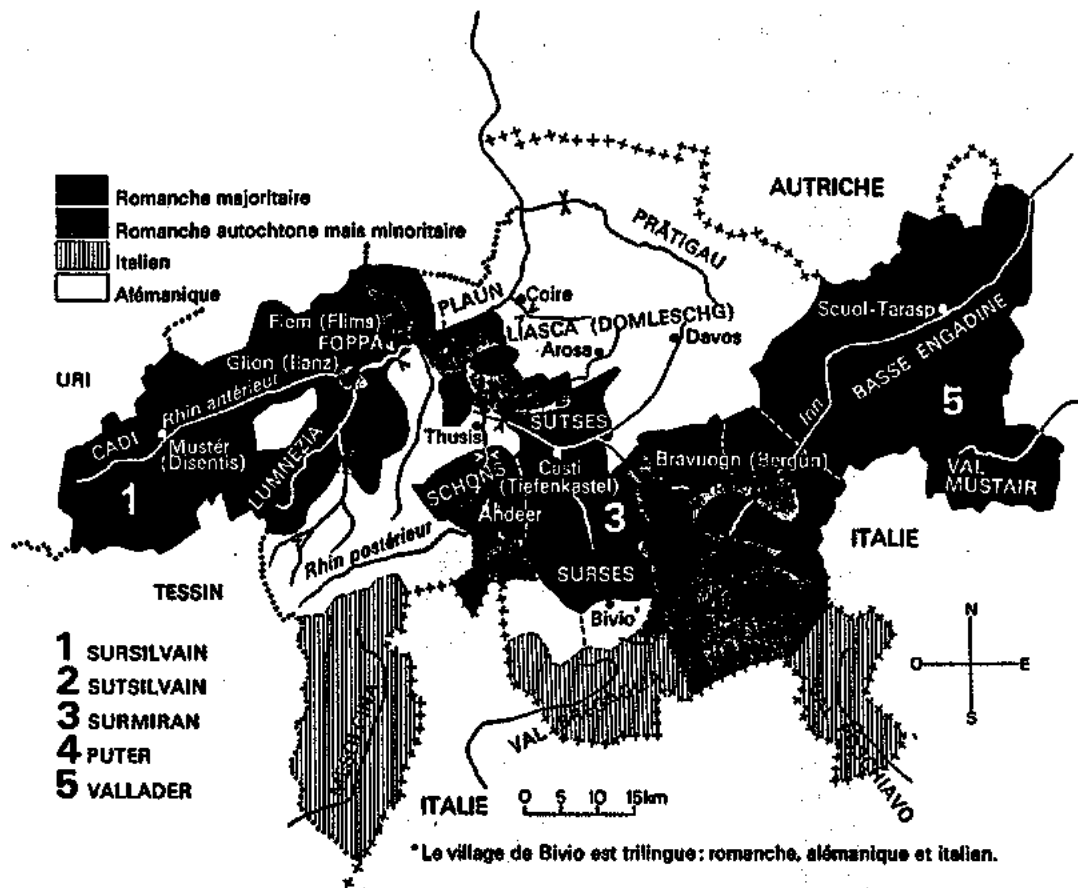 Romanche majoritaire
Romanche autochtone mais minoritaire
Italien
Alémanique
AUTRICHE
PRÄTIGAU
PLAUN
Coire
LIASCA (DOMLESCHG)
Arosa
Davos
Flem (Flims)
FOPPA
Glion (Ilanz)
URI
Rhin antérieur
CADI
Mustér
(Disentis)
1
LUMNEZIA
Thusis
SUTSES
Scuol-Tarasp
BASSE ENGADINE
Inn
5
VAL
MUSTAIR
SCHONS
Casti
(Tiefenkastel)
Andeer
3
Bravuogn (Bergün)
Rhin postérieur
SURSES
ITALIE
TESSIN
Bivio*
N
O
E
S
1 SURSILVAIN
2 SUTSILVAIN
3 SURMIRAN
4 PUTER
5 VALLADER
VAL
ITALIE
0 5 10 15km
*Le village de Bivio est trilingue: romanche, alémanique et italien.